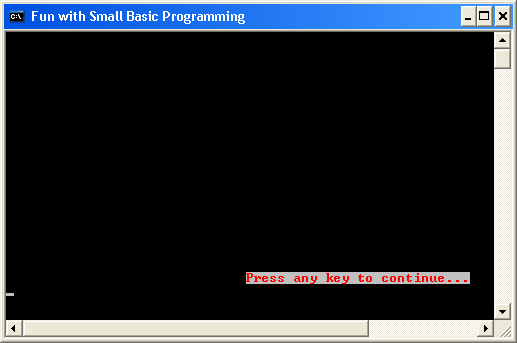 Fun with Small Basic Programming
Press any key to continue...